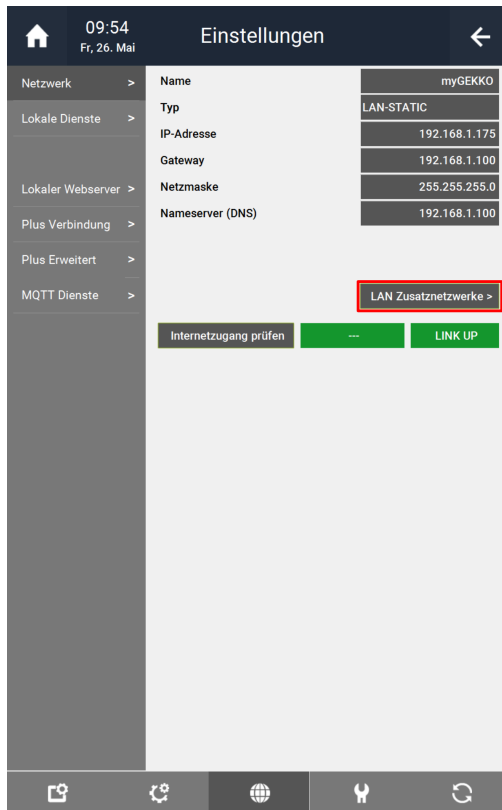 09:54
Fr, 26. Mai
Einstellungen
Netzwerk >
Lokale Dienste >
Lokaler Webserver >
Plus Verbindung >
Plus Erweitert >
MQTT Dienste >
Name myGEKKO
Typ LAN-STATIC
IP-Adresse 192.168.1.175
Gateway 192.168.1.100
Netzmaske 255.255.255.0
Nameserver (DNS) 192.168.1.100
LAN Zusatznetzwerke >
Internetzugang prüfen --- LINK UP